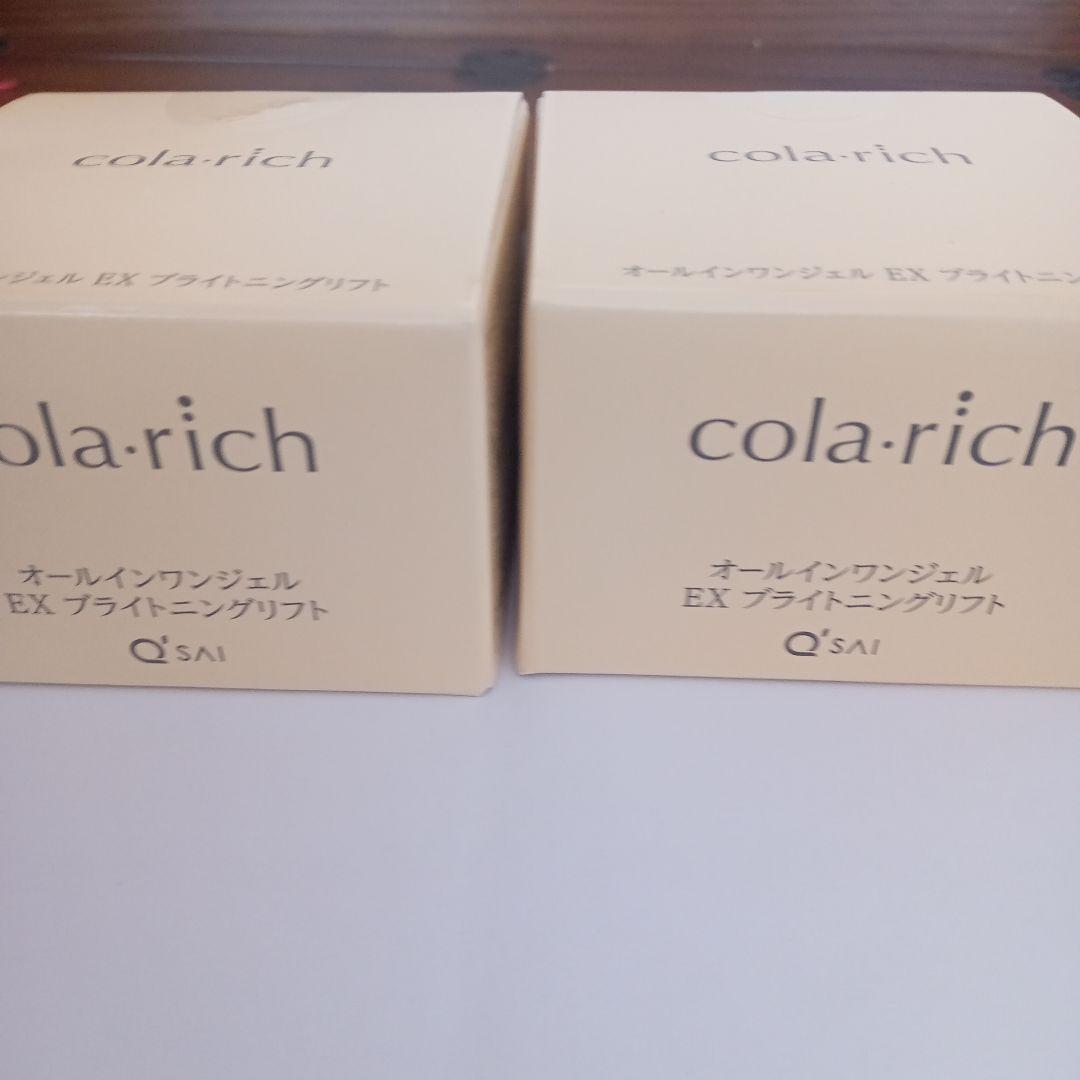 cola·rich
ンジェル EX ブライトニングリフト
ola·rich
オールインワンジェル
EX ブライトニングリフト
Q'SAI
cola·rich
オールインワンジェル EX ブライトニン
cola·rich
オールインワンジェル
EX ブライトニングリフト
Q'SAI